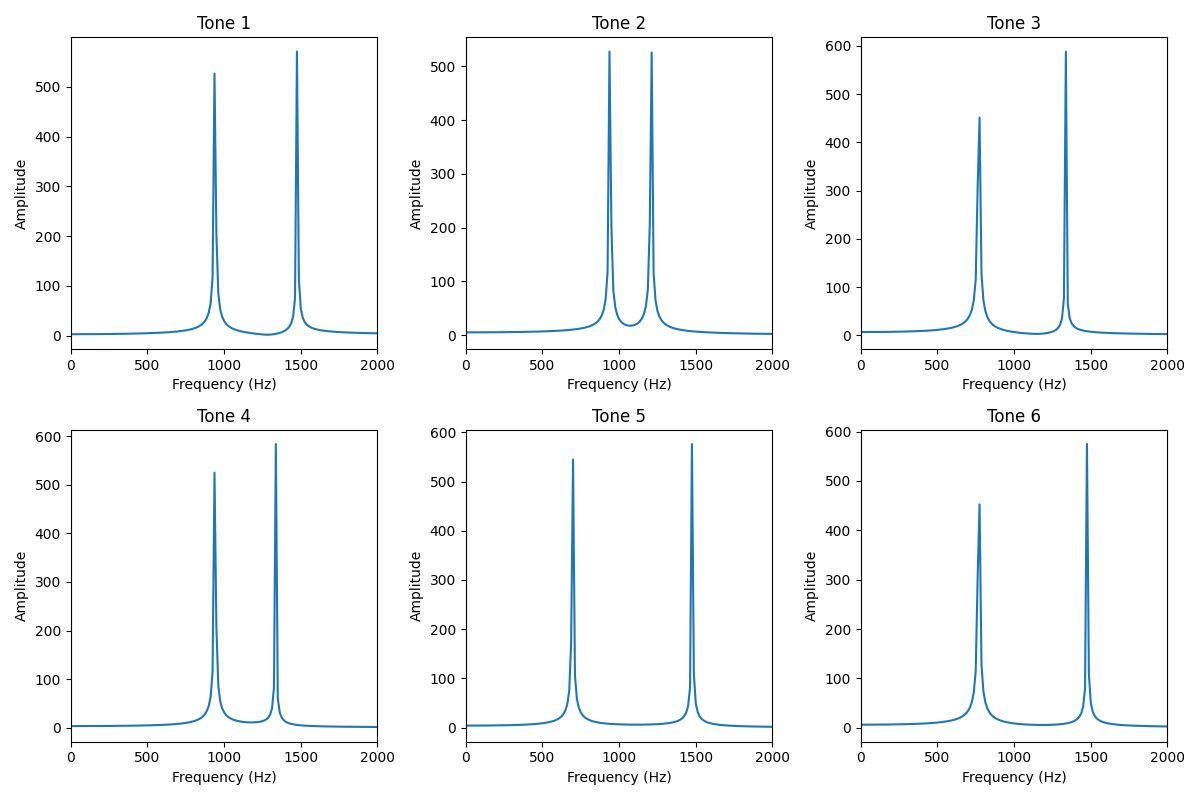 Tone 1 Tone 2 Tone 3
500 500 600
400 400 500
300 300 400
200 200 300
100 100 200
0 0 100
0
Amplitude Amplitude Amplitude
0 500 1000 1500 2000 0 500 1000 1500 2000 0 500 1000 1500 2000
Frequency (Hz) Frequency (Hz) Frequency (Hz)
Tone 4 Tone 5 Tone 6
600 600 600
500 500 500
400 400 400
300 300 300
200 200 200
100 100 100
0 0 0
Amplitude Amplitude Amplitude
0 500 1000 1500 2000 0 500 1000 1500 2000 0 500 1000 1500 2000
Frequency (Hz) Frequency (Hz) Frequency (Hz)